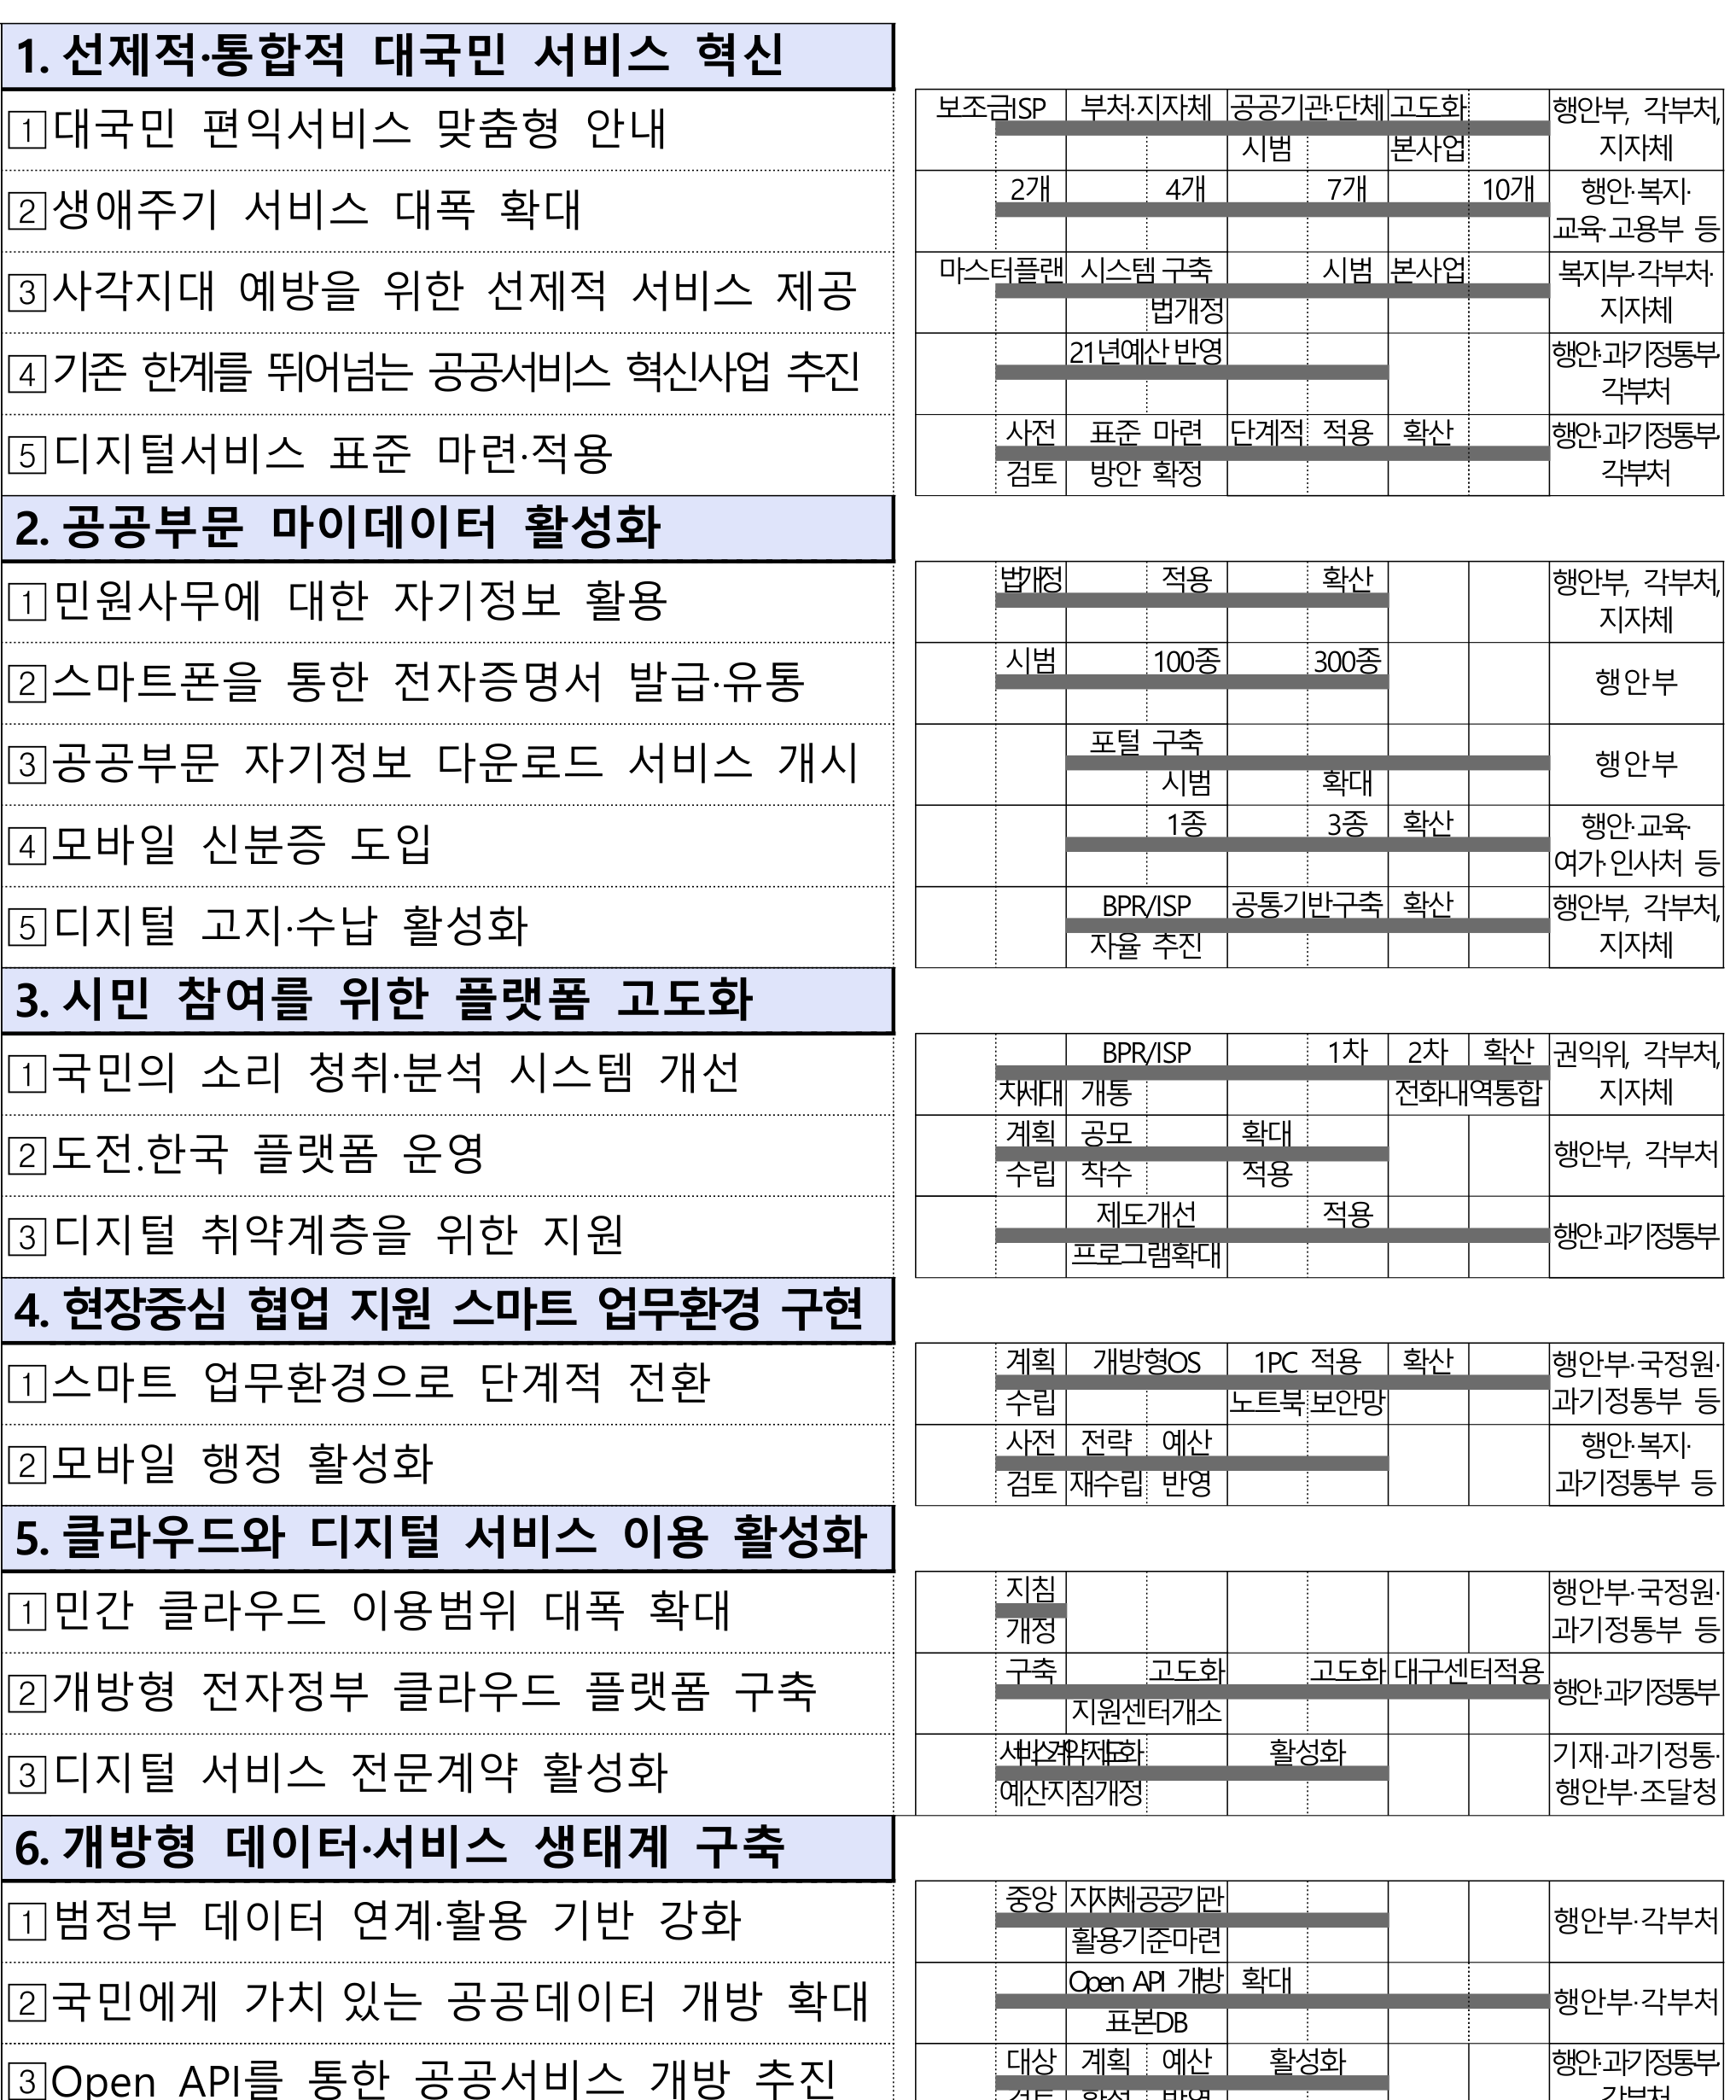 1. 선제적·통합적 대국민 서비스 혁신
1 대국민 편익서비스 맞춤형 안내
보조금ISP 부처·지자체 공공기관·단체 고도화
시범 본사업
행안부, 각부처,
지자체
2 생애주기 서비스 대폭 확대
2개 4개 7개 10개
행안·복지·
교육·고용부 등
3 사각지대 예방을 위한 선제적 서비스 제공
마스터플랜 시스템 구축 시범 본사업
법개정
복지부·각부처·
지자체
4 기존 한계를 뛰어넘는 공공서비스 혁신사업 추진
21년예산 반영
행안·과기정통부·
각부처
5 디지털서비스 표준 마련·적용
사전 표준 마련 단계적 적용 확산
검토 방안 확정
행안·과기정통부·
각부처
2. 공공부문 마이데이터 활성화
1 민원사무에 대한 자기정보 활용
법개정 적용 확산
행안부, 각부처,
지자체
2 스마트폰을 통한 전자증명서 발급·유통
시범 100종 300종
행안부
3 공공부문 자기정보 다운로드 서비스 개시
포털 구축
시범 확대
행안부
4 모바일 신분증 도입
1종 3종 확산
행안·교육·
여가·인사처 등
5 디지털 고지·수납 활성화
BPR/ISP 공통기반구축 확산
자율 추진
행안부, 각부처,
지자체
3. 시민 참여를 위한 플랫폼 고도화
1 국민의 소리 청취·분석 시스템 개선
BPR/ISP 1차 2차 확산
차세대 개통 전화내역통합
권익위, 각부처,
지자체
2 도전.한국 플랫폼 운영
계획 공모 확대
수립 착수 적용
행안부, 각부처
3 디지털 취약계층을 위한 지원
제도개선 적용
프로그램확대
행안·과기정통부
4. 현장중심 협업 지원 스마트 업무환경 구현
1 스마트 업무환경으로 단계적 전환
계획 개방형OS 1PC 적용 확산
수립 노트북 보안망
행안부·국정원·
과기정통부 등
2 모바일 행정 활성화
사전 전략 예산
검토 재수립 반영
행안·복지·
과기정통부 등
5. 클라우드와 디지털 서비스 이용 활성화
1 민간 클라우드 이용범위 대폭 확대
지침
개정
행안부·국정원·
과기정통부 등
2 개방형 전자정부 클라우드 플랫폼 구축
구축 고도화 고도화 대구센터적용
지원센터개소
행안·과기정통부
3 디지털 서비스 전문계약 활성화
서비스계약제도화 활성화
예산지침개정
기재·과기정통·
행안부·조달청
6. 개방형 데이터·서비스 생태계 구축
1 범정부 데이터 연계·활용 기반 강화
중앙 지자체공공기관
활용기준마련
행안부·각부처
2 국민에게 가치 있는 공공데이터 개방 확대
Open API 개방 확대
표본DB
행안부·각부처
3 Open API를 통한 공공서비스 개방 추진
대상 계획 예산 활성화
검토 확정 반영
행안·과기정통부·
각부처